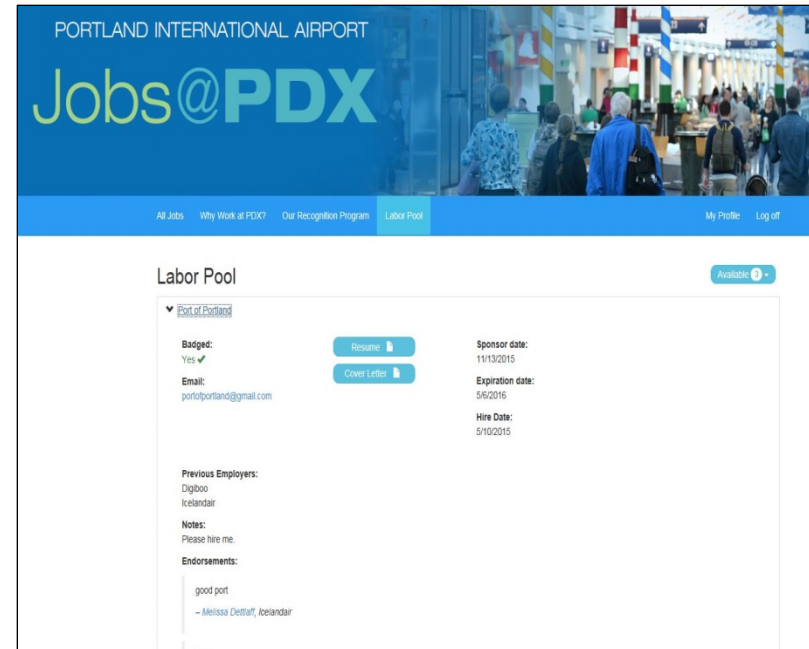 PORTLAND INTERNATIONAL AIRPORT
Jobs@PDX
All Jobs Why Work at PDX? Our Recognition Program Labor Pool My Profile Log off
Labor Pool
Available 3
Port of Portland
Badged:
Yes
Email:
portofportland@gmail.com
Resume
Cover Letter
Sponsor date:
11/13/2015
Expiration date:
5/6/2016
Hire Date:
5/10/2015
Previous Employers:
Digiboo
Icelandair
Notes:
Please hire me.
Endorsements:
good port
– Melissa Dettlaff, Icelandair